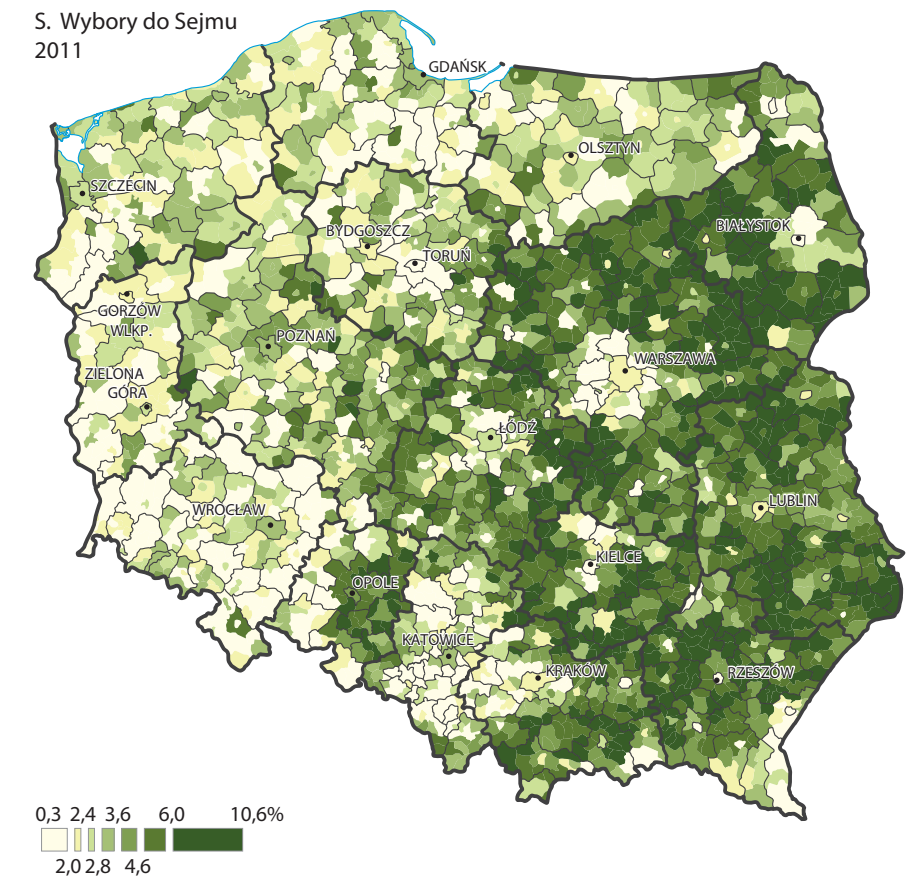 S. Wybory do Sejmu
2011
GDAŃSK
OLSZTYN
SZCZECIN
BIAŁYSTOK
BYDGOSZCZ
TORUŃ
GORZÓW
WLKP.
POZNAŃ
WARSZAWA
ZIELONA
GÓRA
ŁÓDŹ
WROCŁAW
LUBLIN
KIELCE
OPOLE
KATOWICE
KRAKÓW
RZESZÓW
0,3 2,4 3,6 6,0 10,6%
2,0 2,8 4,6